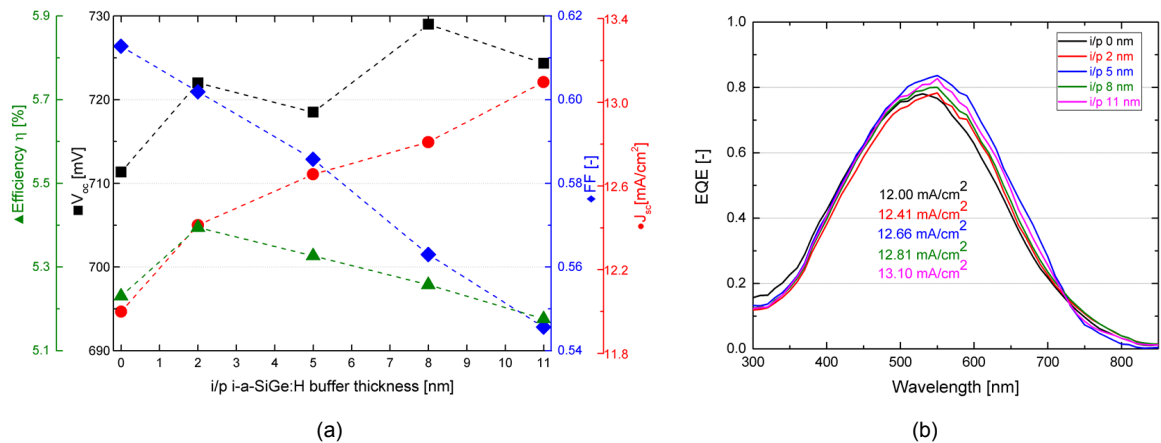 5.9
5.7
5.5
5.3
5.1
▲Efficiency η [%]
730
720
710
700
690
■Voc [mV]
0 1 2 3 4 5 6 7 8 9 10 11
i/p i-a-SiGe:H buffer thickness [nm]
0.62
0.60
0.58
0.56
0.54
◆FF [-]
13.4
13.0
12.6
12.2
11.8
●Jsc[mA/cm²]
(a)
1.0
0.8
0.6
0.4
0.2
0.0
EQE [-]
i/p 0 nm
i/p 2 nm
i/p 5 nm
i/p 8 nm
i/p 11 nm
12.00 mA/cm²
12.41 mA/cm²
12.66 mA/cm²
12.81 mA/cm²
13.10 mA/cm²
300 400 500 600 700 800
Wavelength [nm]
(b)